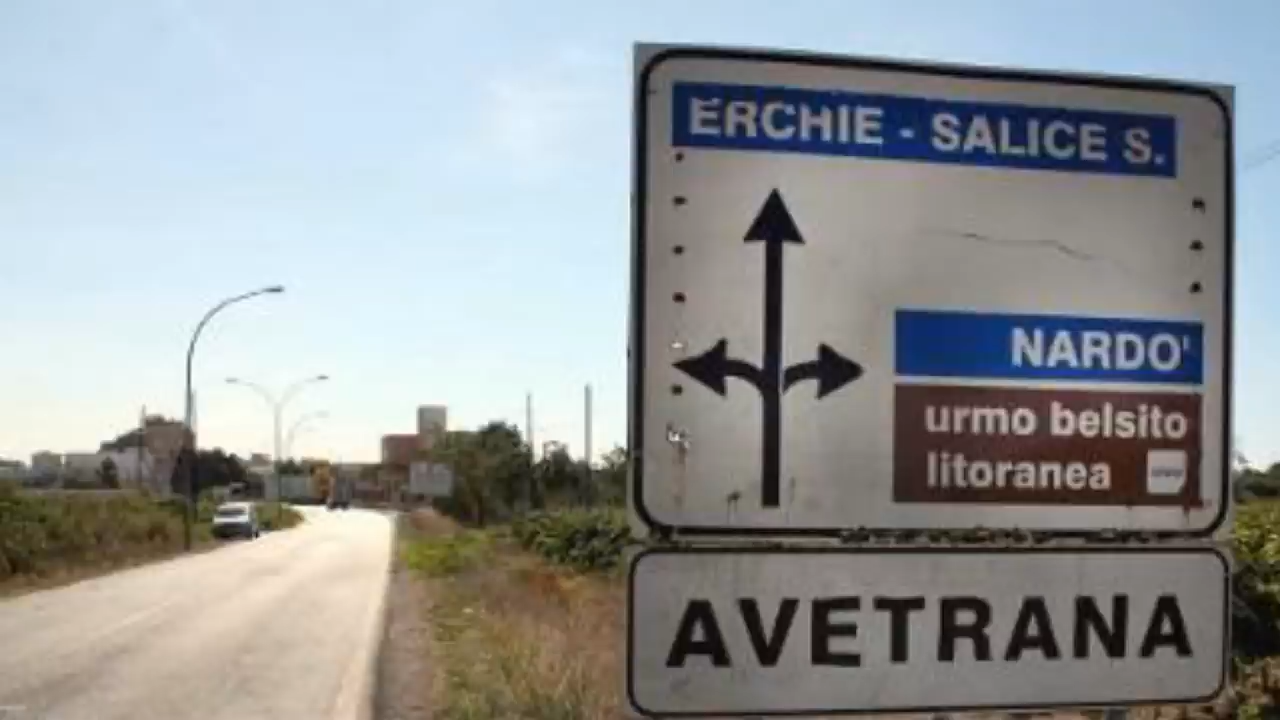 ERCHIE - SALICE S.
NARDO'
urmo belsito
litoranea
AVETRANA